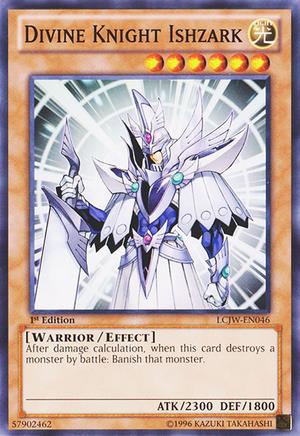 DIVINE KNIGHT ISHZARK
光
1st Edition
LCJW-EN046
[WARRIOR/EFFECT]
After damage calculation, when this card destroys a
monster by battle: Banish that monster.
ATK/2300 DEF/1800
57902462
©1996 KAZUKI TAKAHASHI